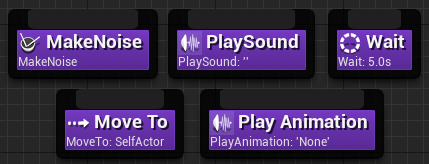 MakeNoise
MakeNoise
PlaySound
PlaySound: ''
Wait
Wait: 5.0s
Move To
MoveTo: SelfActor
Play Animation
PlayAnimation: 'None'